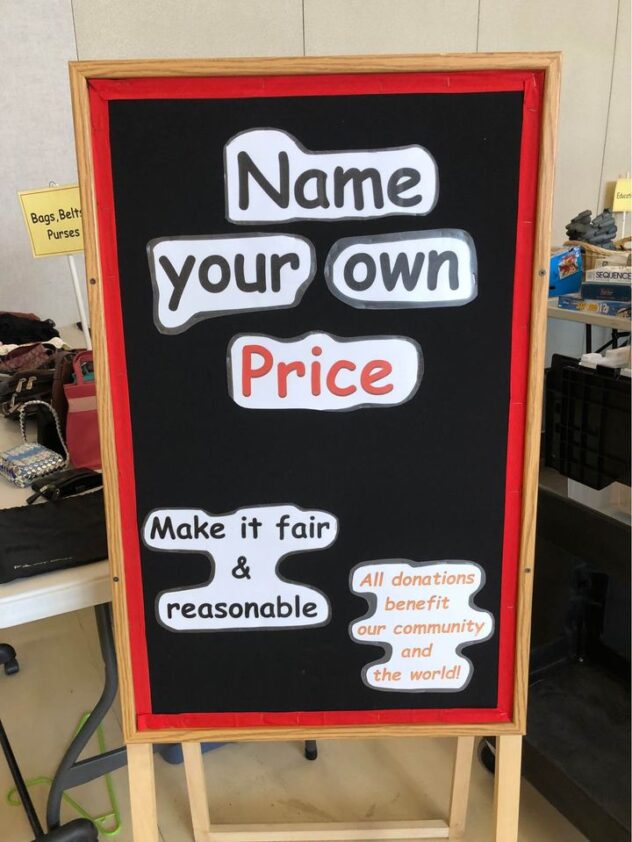 Name
your own
Price
Make it fair
&
reasonable
All donations
benefit
our community
and
the world!
Bags, Belts
Purses
SEQUENCE